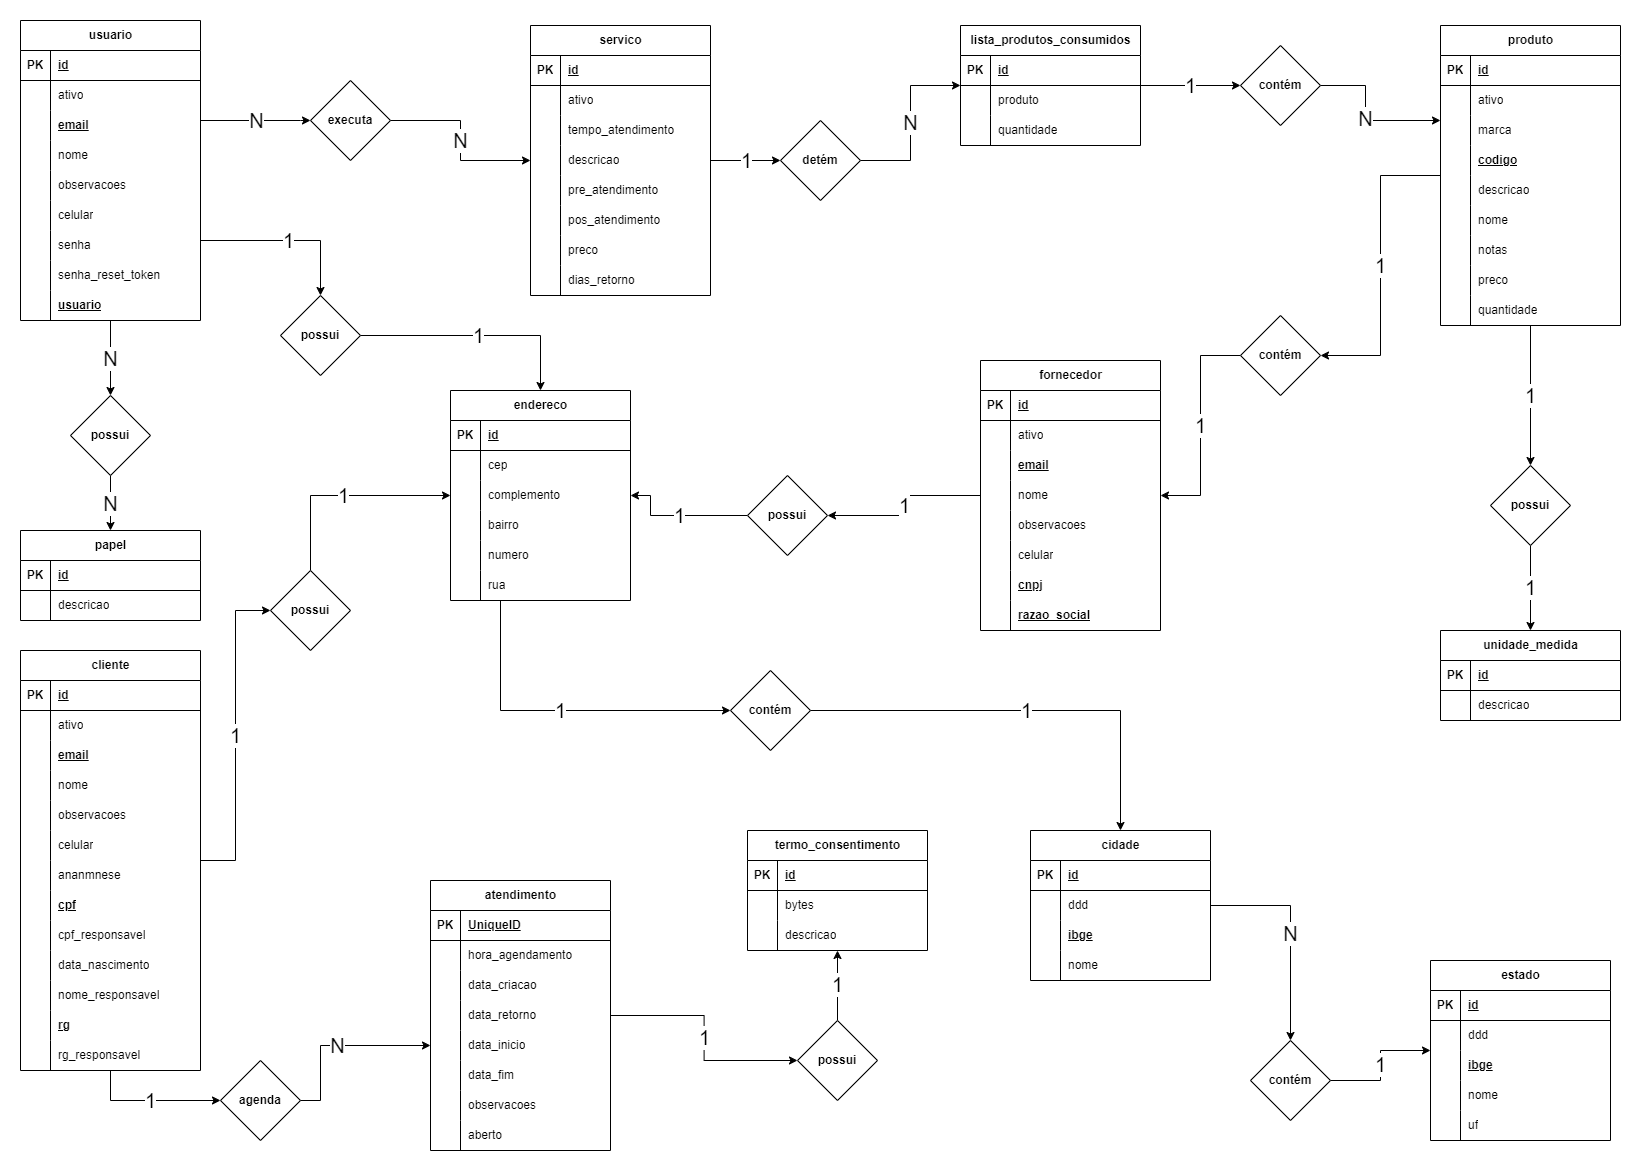 usuario
PK id
ativo
email
nome
observacoes
celular
senha
senha_reset_token
usuario
N
executa
N
servico
PK id
ativo
tempo_atendimento
descricao
pre_atendimento
pos_atendimento
preco
dias_retorno
1
detém
N
lista_produtos_consumidos
PK id
produto
quantidade
1
contém
N
produto
PK id
ativo
marca
codigo
descricao
nome
notas
preco
quantidade
1
possui
1
N
possui
N
papel
PK id
descricao
endereco
PK id
cep
complemento
bairro
numero
rua
1
possui
1
fornecedor
PK id
ativo
email
nome
observacoes
celular
cnpj
razao_social
1
contém
1
1
possui
1
unidade_medida
PK id
descricao
cliente
PK id
ativo
email
nome
observacoes
celular
ananmnese
cpf
cpf_responsavel
data_nascimento
nome_responsavel
rg
rg_responsavel
1
possui
1
1
contém
1
1
agenda
N
atendimento
PK UniqueID
hora_agendamento
data_criacao
data_retorno
data_inicio
data_fim
observacoes
aberto
1
possui
1
termo_consentimento
PK id
bytes
descricao
cidade
PK id
ddd
ibge
nome
N
contém
1
estado
PK id
ddd
ibge
nome
uf